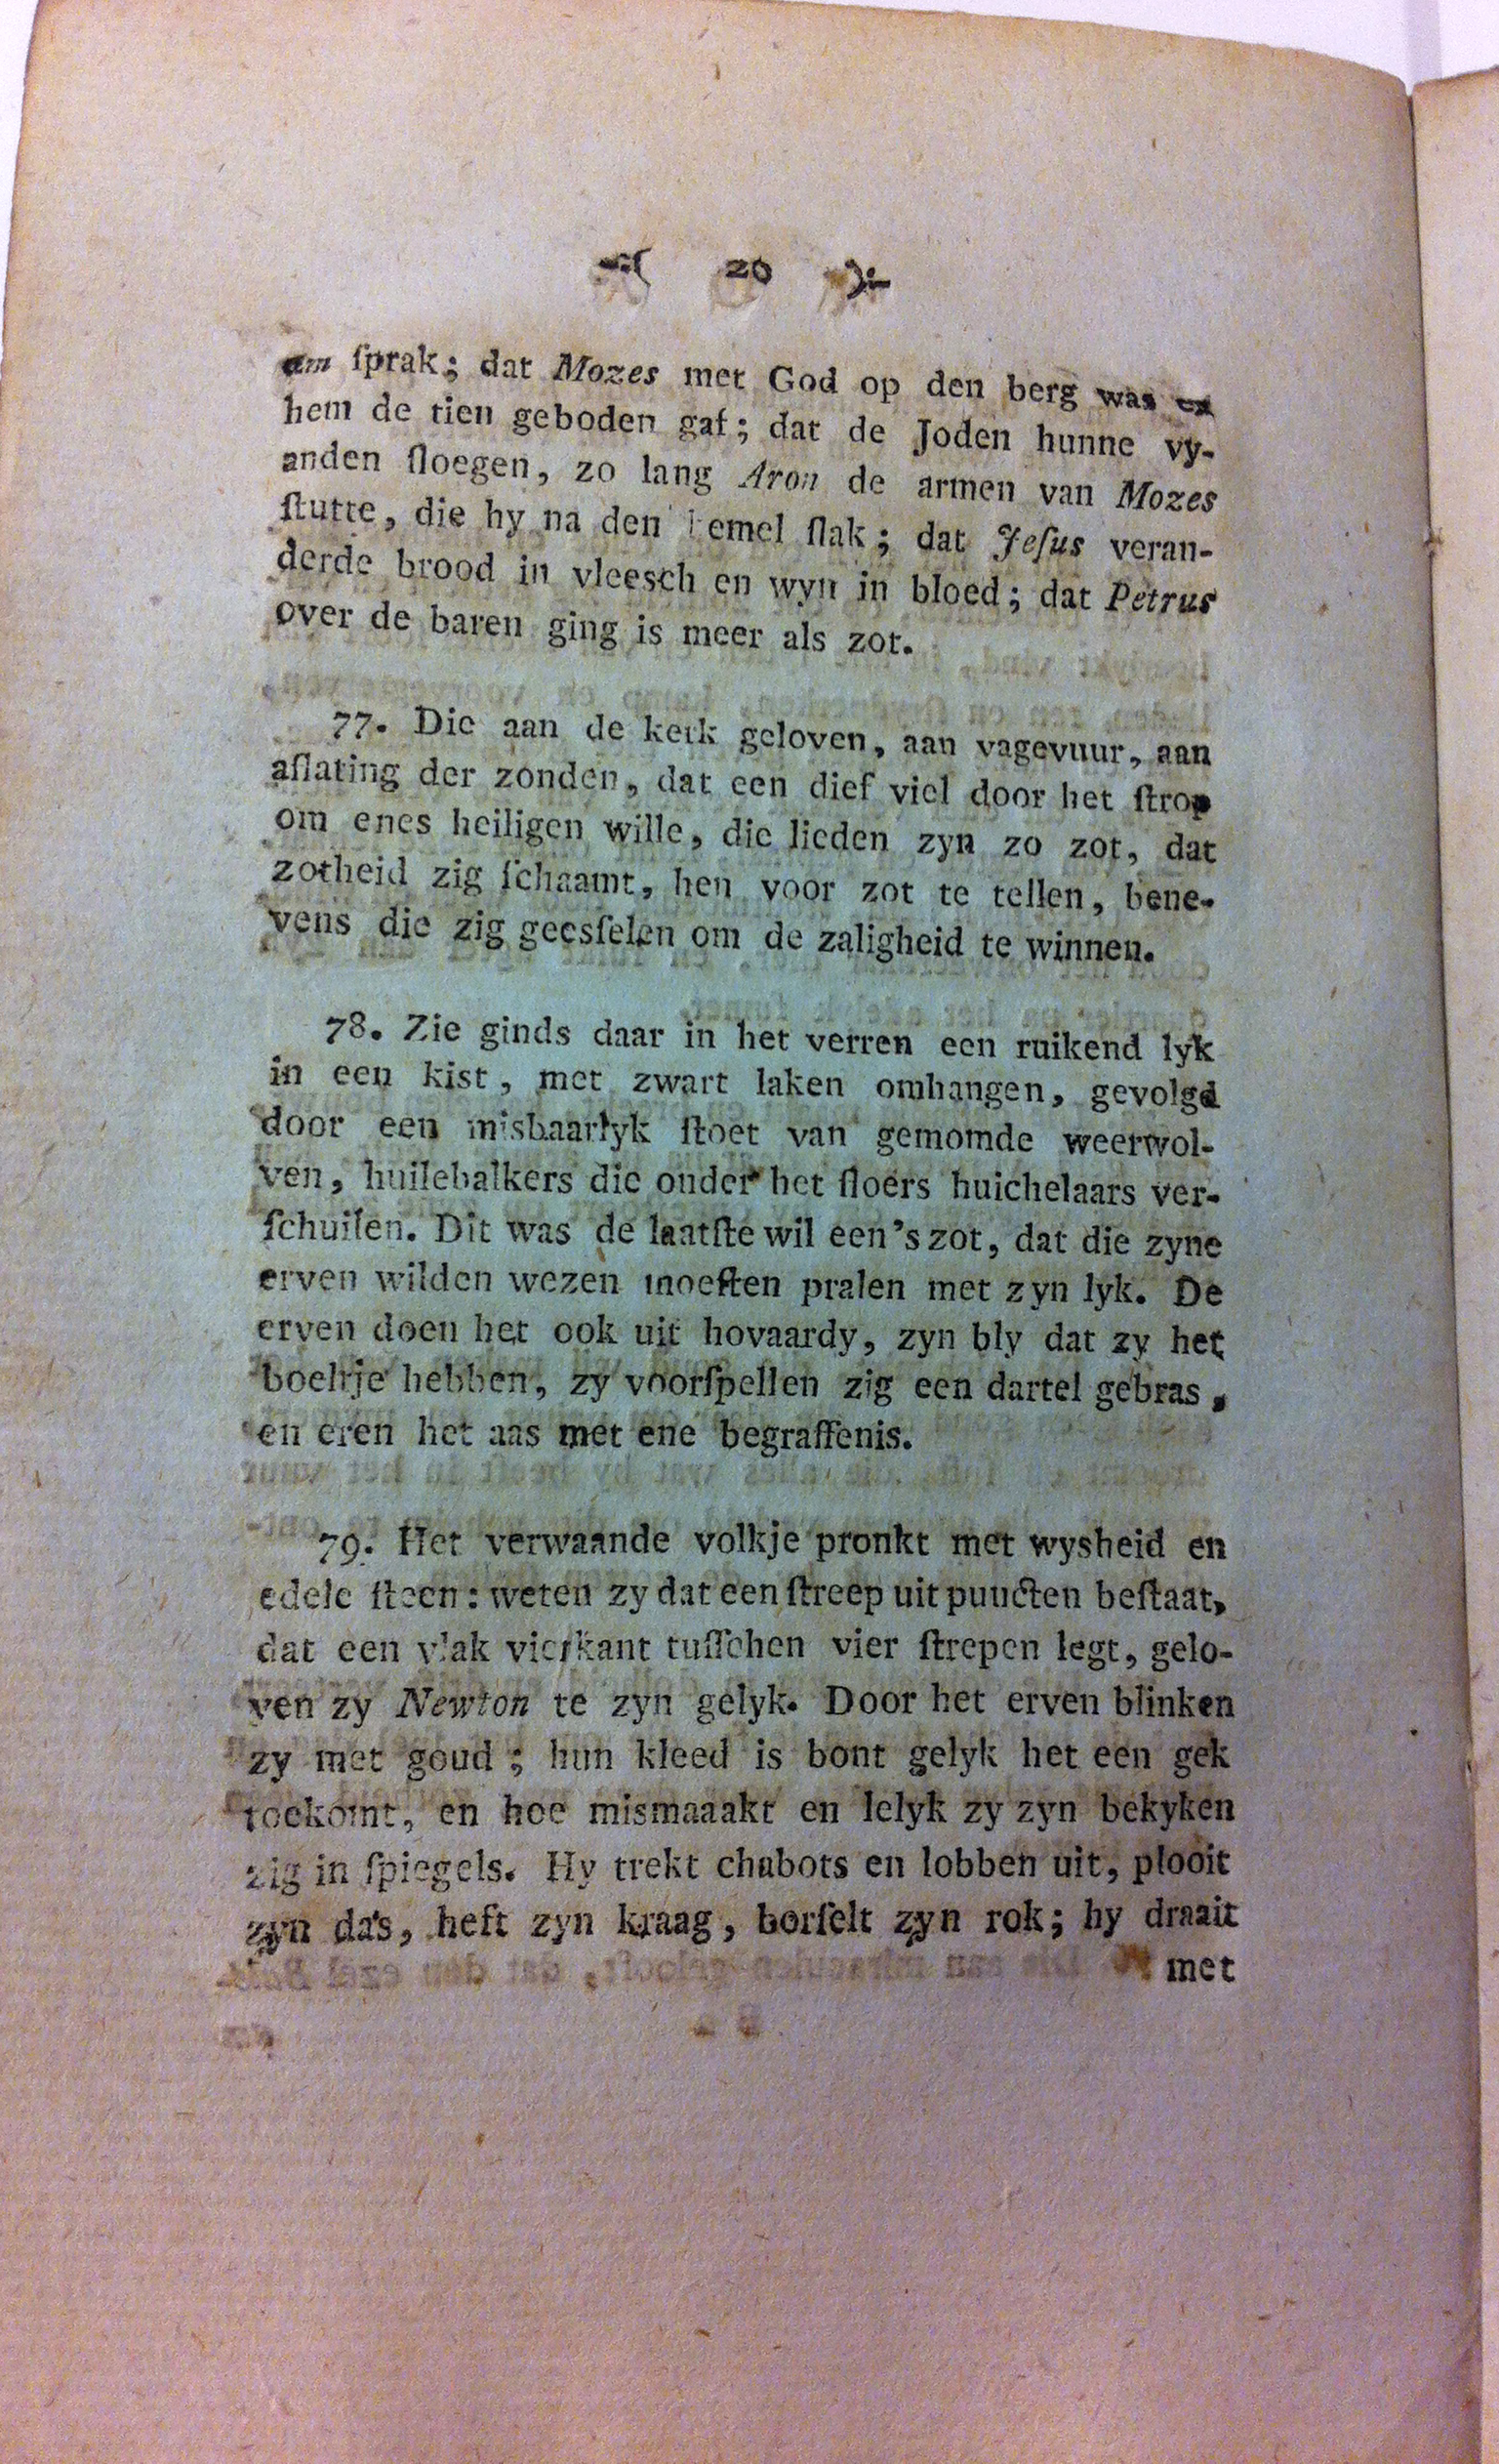 -=( 20 )=-
am ſprak; dat Mozes met God op den berg was en
hem de tien geboden gaf; dat de Joden hunne vy-
anden ſloegen, zo lang Aron de armen van Mozes
ſtutte, die hy na den hemel ſlak; dat Jeſus veran-
derde brood in vleesch en wyn in bloed; dat Petrus
over de baren ging is meer als zot.
77. Die aan de kerk geloven, aan vagevuur, aan
aflating der zonden, dat een dief viel door het ſtrop
om enes heiligen wille, die lieden zyn zo zot, dat
zotheid zig ſchaamt, hen voor zot te tellen, bene-
vens die zig geesſelen om de zaligheid te winnen.
78. Zie ginds daar in het verren een ruikend lyk
in een kist, met zwart laken omhangen, gevolgd
door een misbaarlyk ſtoet van gemomde weerwol-
ven, huilebalkers die onder het floers huichelaars ver-
ſchuilen. Dit was de laatſte wil een's zot, dat die zyne
erven wilden wezen moeſten pralen met zyn lyk. De
erven doen het ook uit hovaardy, zyn bly dat zy het
boeltje hebben, zy voorſpellen zig een dartel gebras,
en eren het aas met ene begraffenis.
79. Het verwaande volkje pronkt met wysheid en
edele ſteen: weten zy dat een ſtreep uit puncten beſtaat,
dat een vlak vierkant tuſſchen vier ſtrepen legt, gelo-
ven zy Newton te zyn gelyk. Door het erven blinken
zy met goud; hun kleed is bont gelyk het een gek
toekomt, en hoe mismaaakt en lelyk zy zyn bekyken
zig in ſpiegels. Hy trekt chabots en lobben uit, plooit
zyn das, heft zyn kraag, borſelt zyn rok; hy draait
met